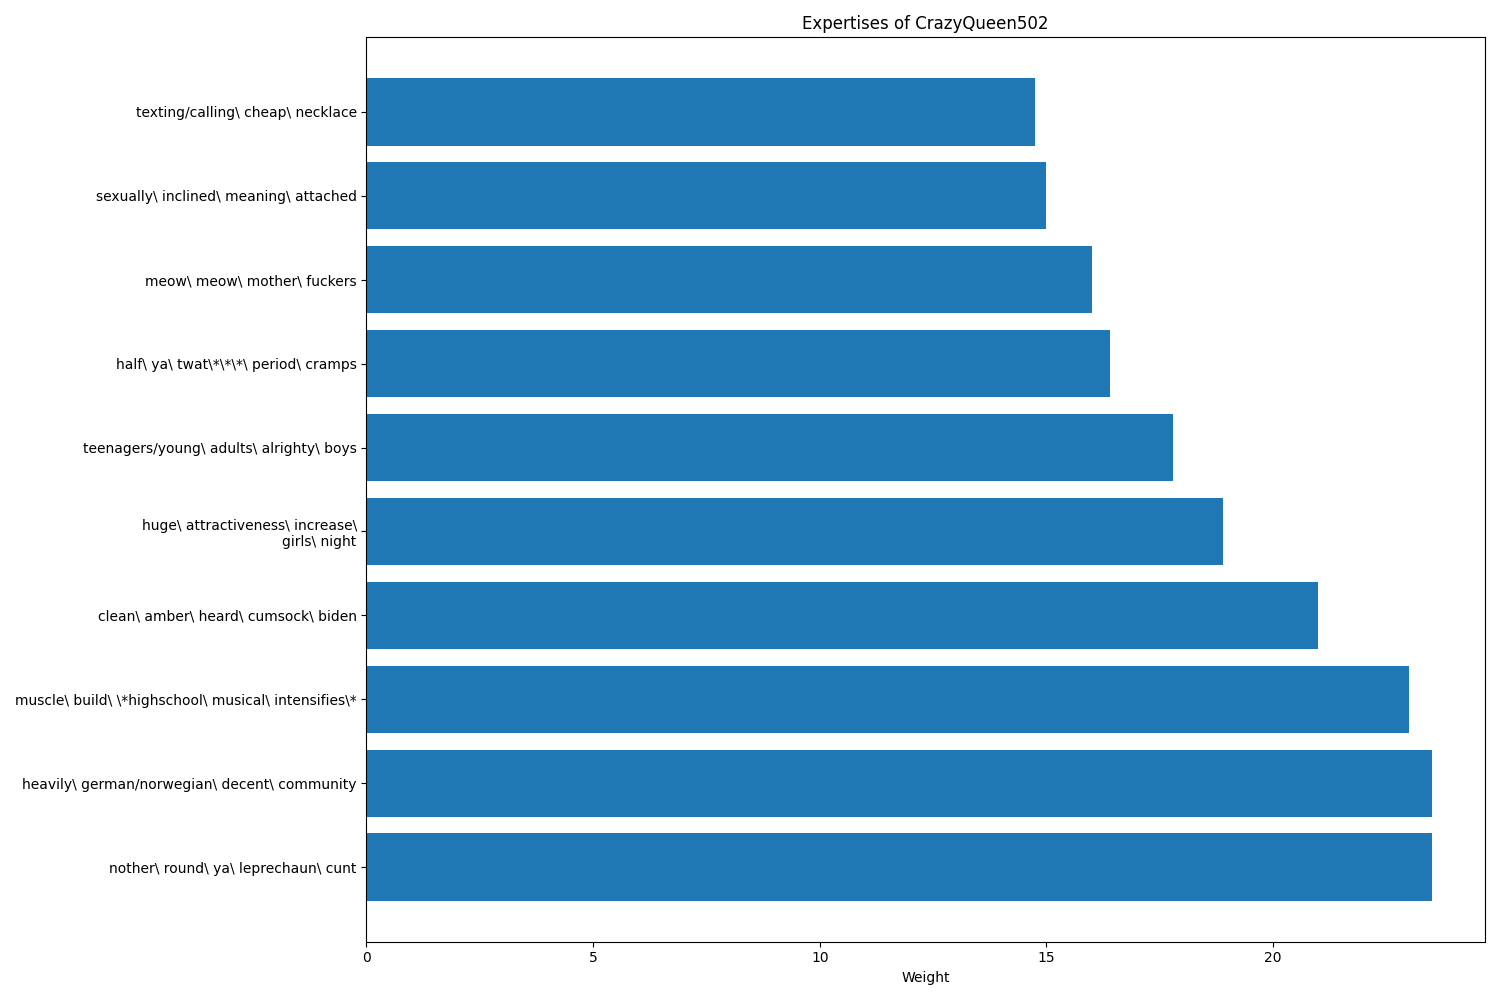 Expertises of CrazyQueen502
texting/calling\ cheap\ necklace
sexually\ inclined\ meaning\ attached
meow\ meow\ mother\ fuckers
half\ ya\ twat\*\*\*\ period\ cramps
teenagers/young\ adults\ alrighty\ boys
huge\ attractiveness\ increase\
girls\ night
clean\ amber\ heard\ cumsock\ biden
muscle\ build\ \*highschool\ musical\ intensifies\*
heavily\ german/norwegian\ decent\ community
nother\ round\ ya\ leprechaun\ cunt
0 5 10 15 20
Weight